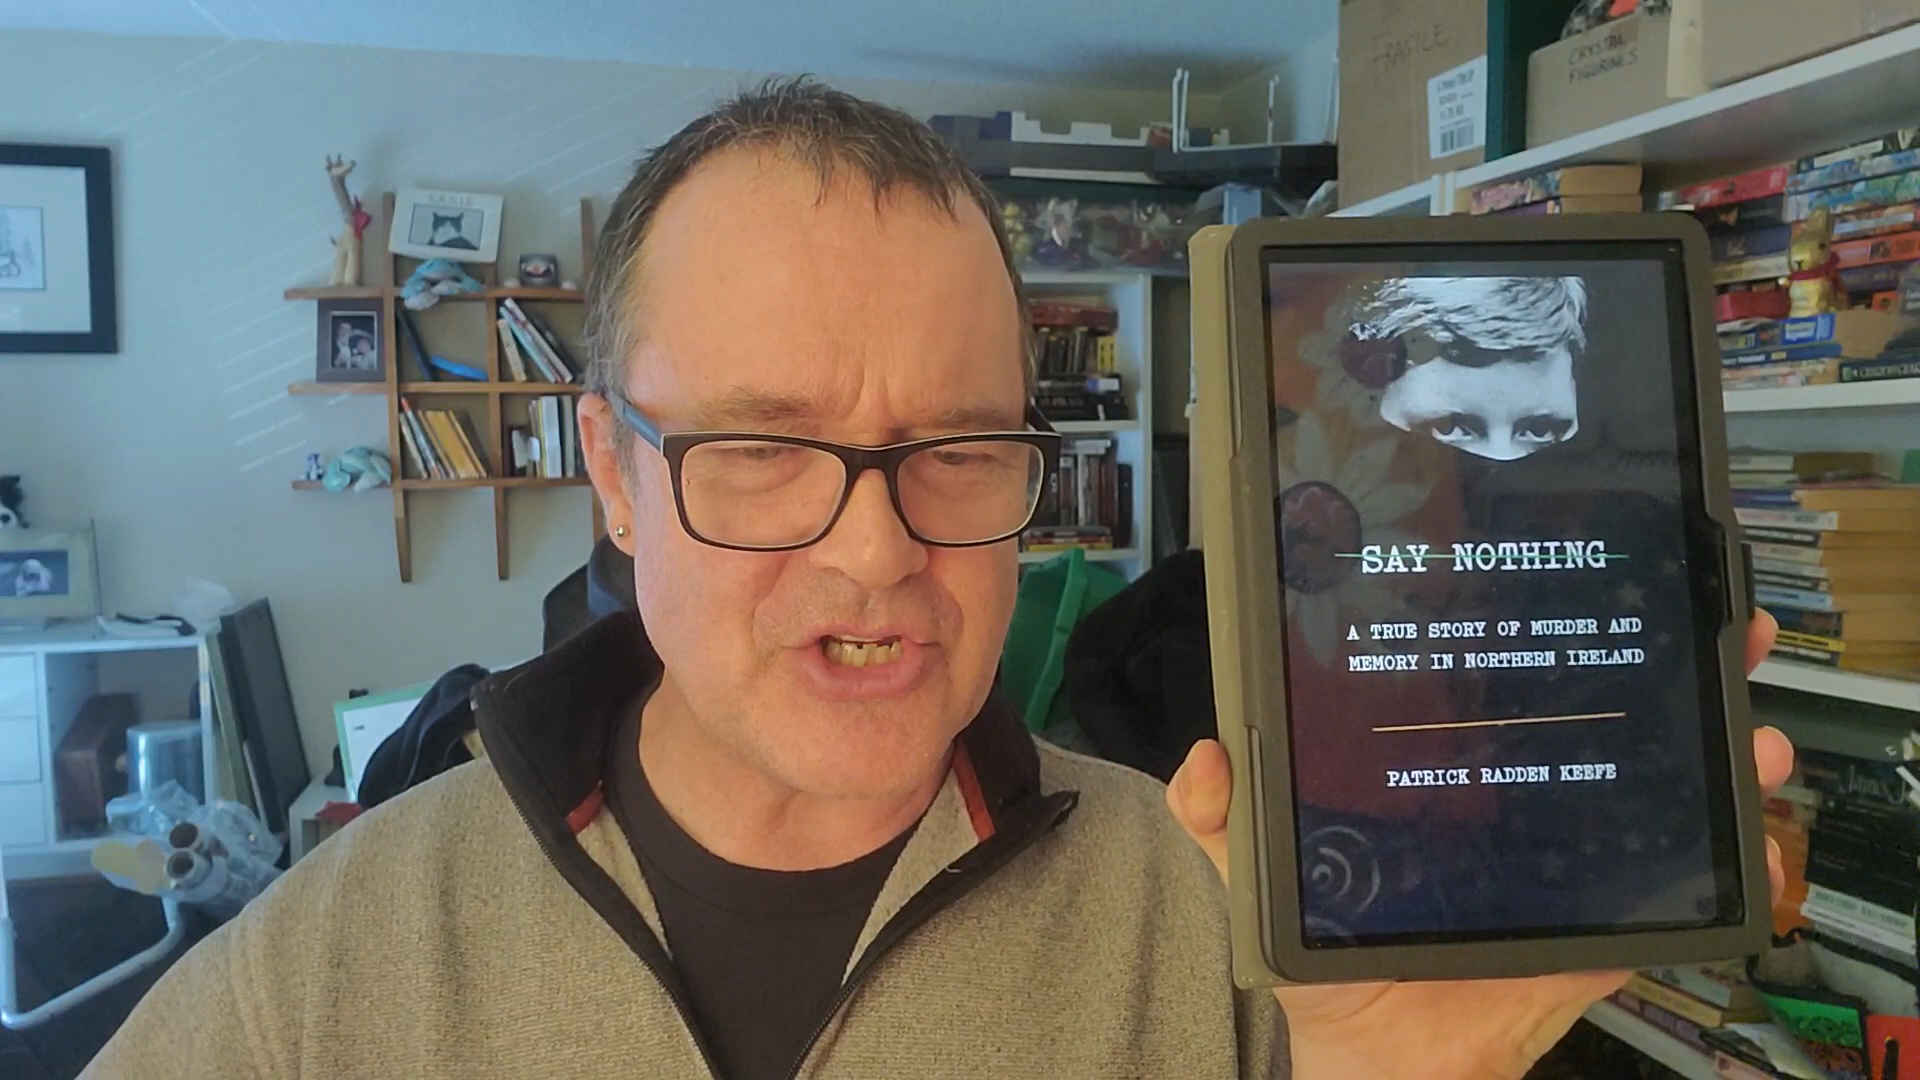 FRAGILE
CRYSTAL
FIGURINES
SAY NOTHING
A TRUE STORY OF MURDER AND
MEMORY IN NORTHERN IRELAND
PATRICK RADDEN KEEFE